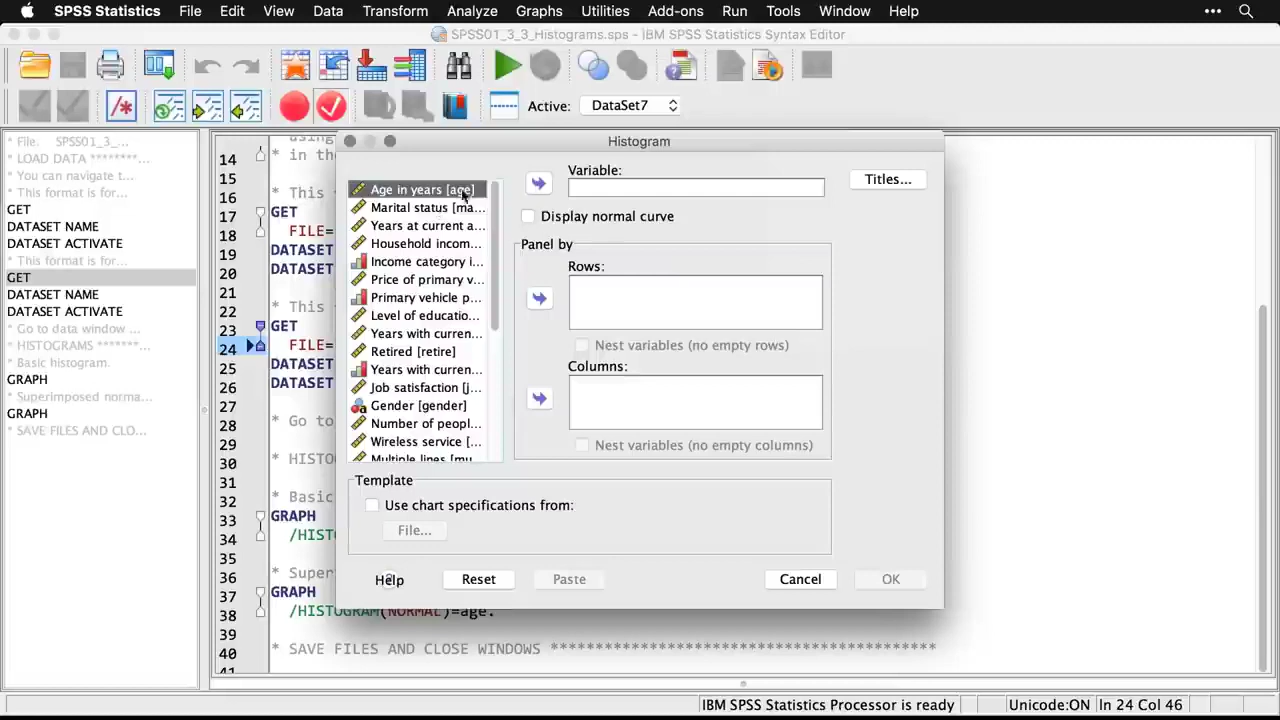 SPSS Statistics File Edit View Data Transform Analyze Graphs Utilities Add-ons Run Tools Window Help
SPSS01_3_3_Histograms.sps - IBM SPSS Statistics Syntax Editor
Active: DataSet7
* File. SPSS01_3_...
* LOAD DATA ********...
* You can navigate t...
* This format is for...
GET
DATASET NAME
DATASET ACTIVATE
* This format is for...
GET
DATASET NAME
DATASET ACTIVATE
* Go to data window ...
* HISTOGRAMS *******...
* Basic histogram.
GRAPH
* Superimposed norma...
GRAPH
* SAVE FILES AND CLO...
14 * in the
15
16 * This
17 GET
18 FILE=
19 DATASET
20 DATASET
21
22 * This
23 GET
24 FILE=
25 DATASET
26 DATASET
27
28 * Go to
29
30 * HISTO
31
32 * Basic
33 GRAPH
34 /HIST
35
36 * Super
37 GRAPH
38 /HISTOGRAM(NORMAL)=age.
39
40 * SAVE FILES AND CLOSE WINDOWS ******************************************
41
Histogram
Age in years [age]
Marital status [ma...
Years at current a...
Household incom...
Income category i...
Price of primary v...
Primary vehicle p...
Level of educatio...
Years with curren...
Retired [retire]
Years with curren...
Job satisfaction [j...
Gender [gender]
Number of peopl...
Wireless service [...
Multiple lines [mu...
Variable:
Titles...
Display normal curve
Panel by
Rows:
Nest variables (no empty rows)
Columns:
Nest variables (no empty columns)
Template
Use chart specifications from:
File...
Help Reset Paste Cancel OK
IBM SPSS Statistics Processor is ready Unicode:ON In 24 Col 46